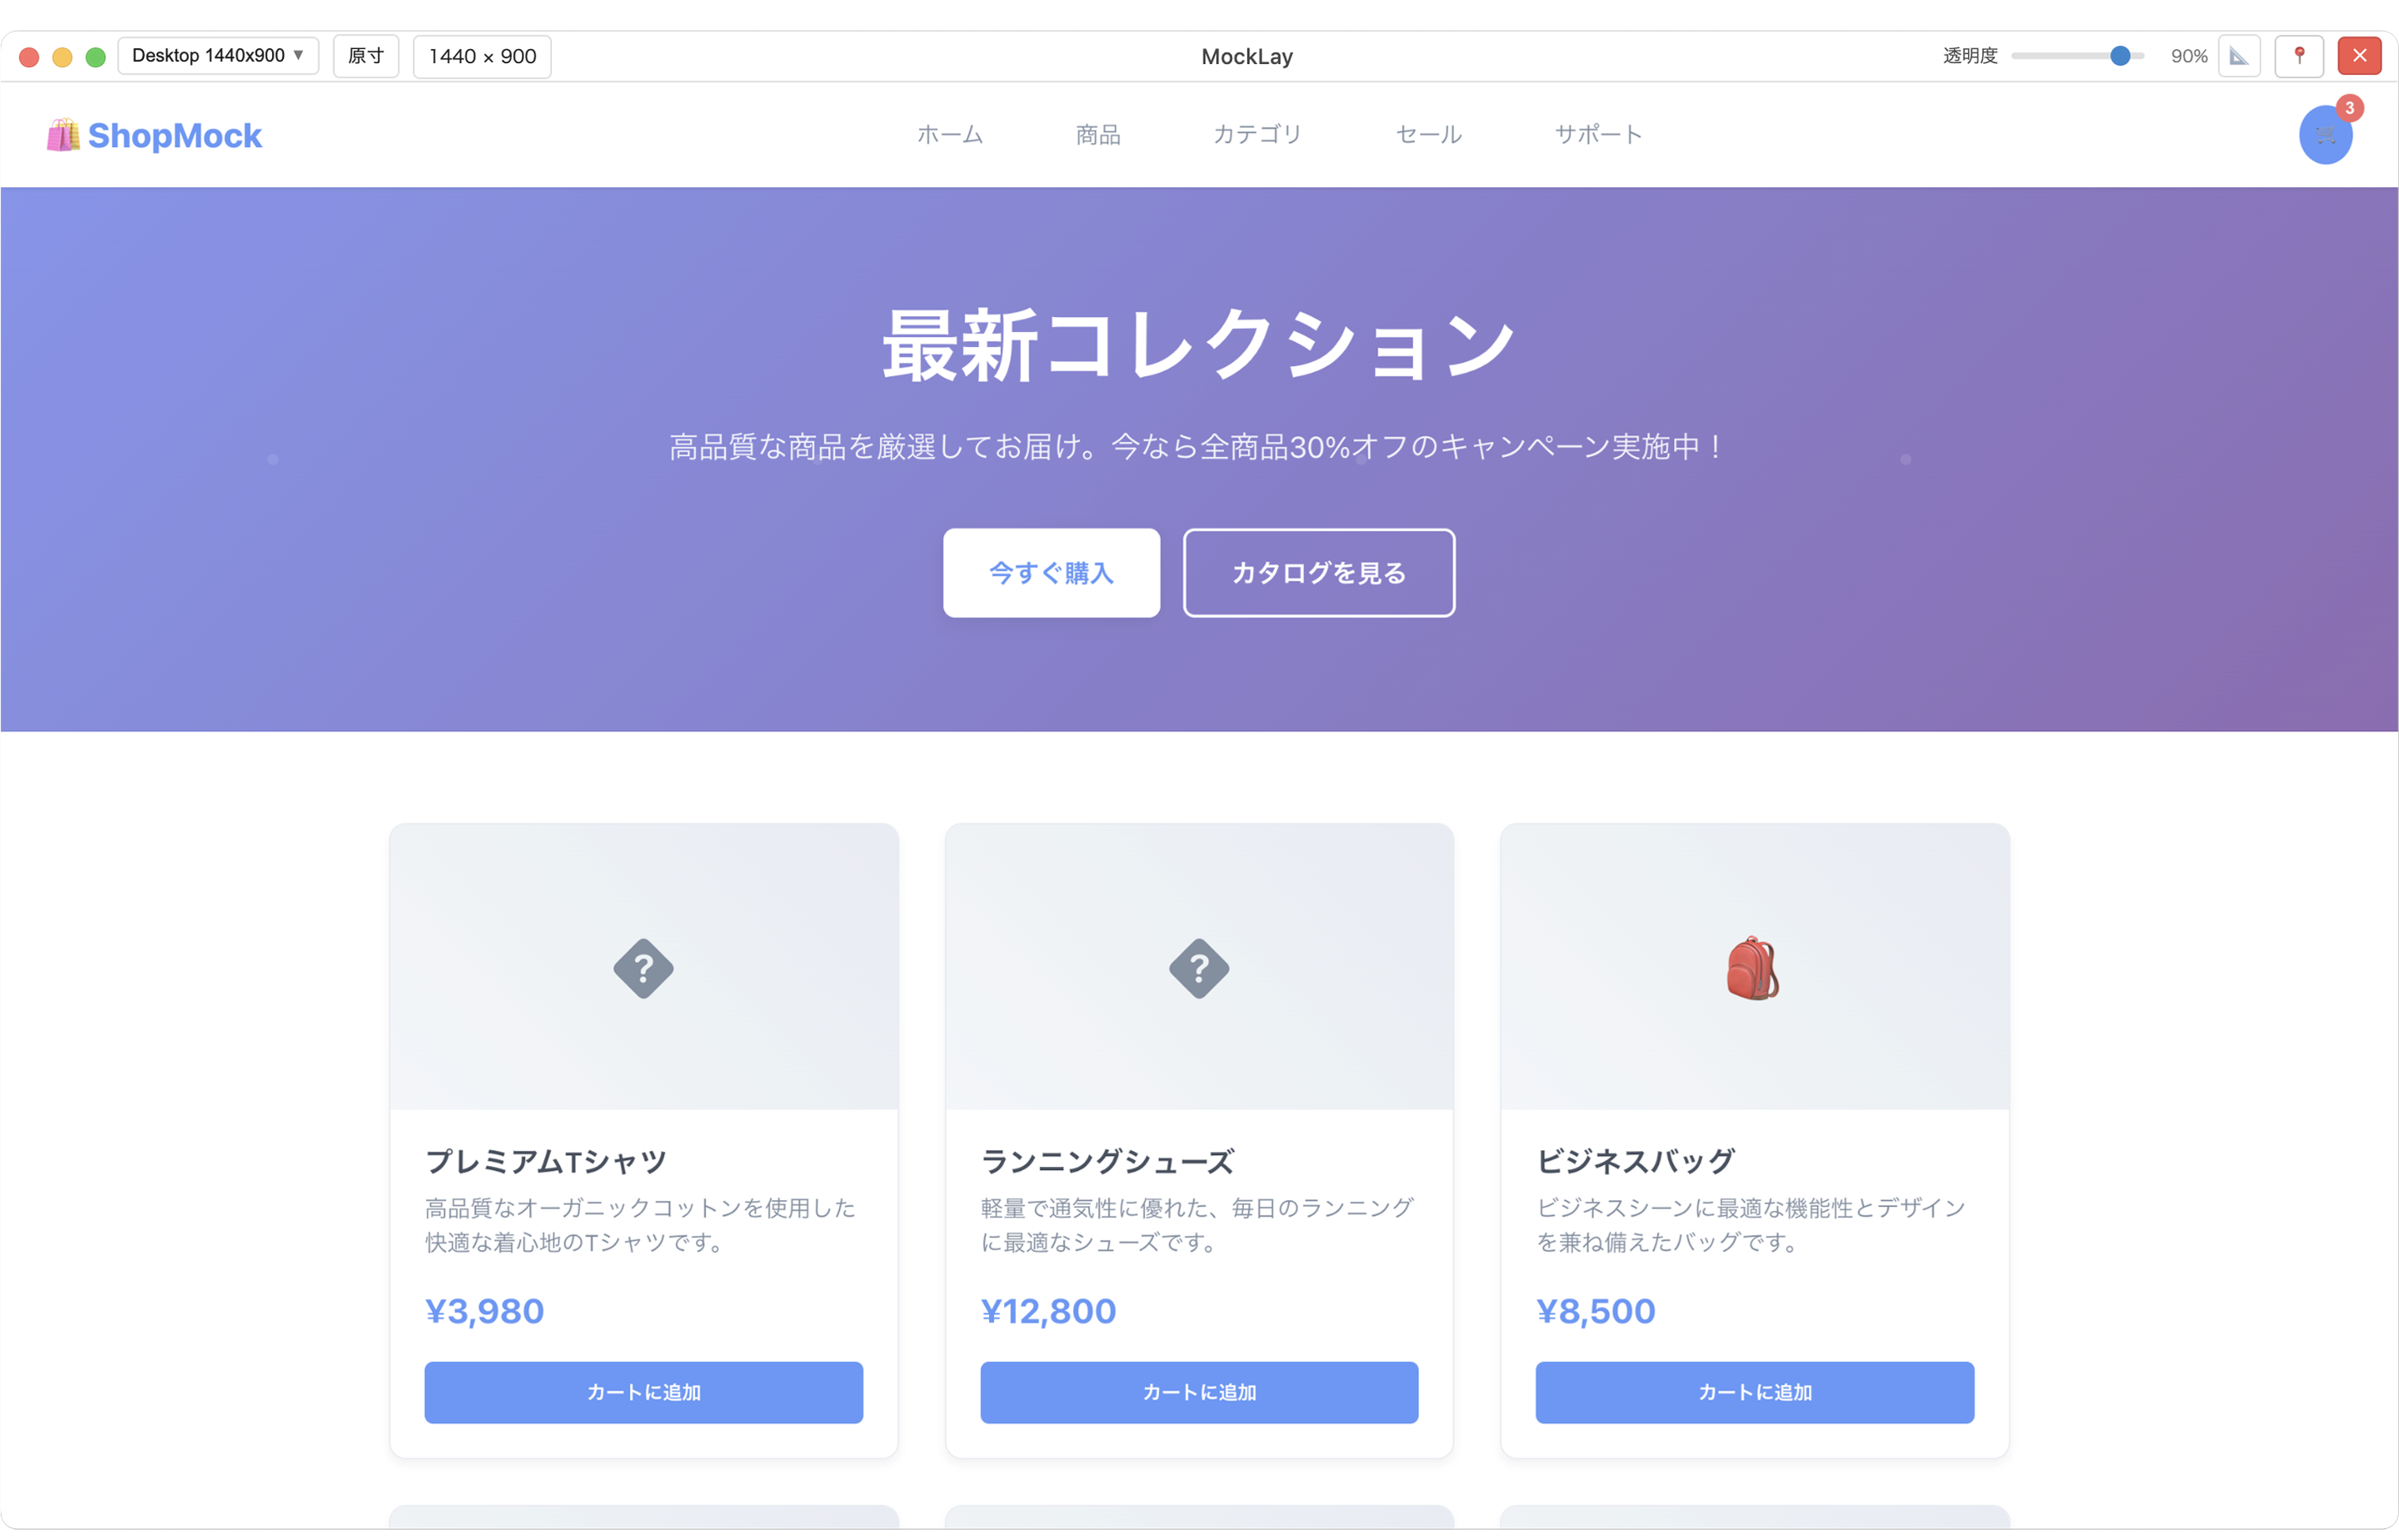 Desktop 1440x900 ▼ 原寸 1440 × 900 MockLay 透明度 90%
ShopMock ホーム 商品 カテゴリ セール サポート 3
最新コレクション
高品質な商品を厳選してお届け。今なら全商品30%オフのキャンペーン実施中！
今すぐ購入 カタログを見る
プレミアムTシャツ
高品質なオーガニックコットンを使用した
快適な着心地のTシャツです。
¥3,980
カートに追加
ランニングシューズ
軽量で通気性に優れた、毎日のランニング
に最適なシューズです。
¥12,800
カートに追加
ビジネスバッグ
ビジネスシーンに最適な機能性とデザイン
を兼ね備えたバッグです。
¥8,500
カートに追加